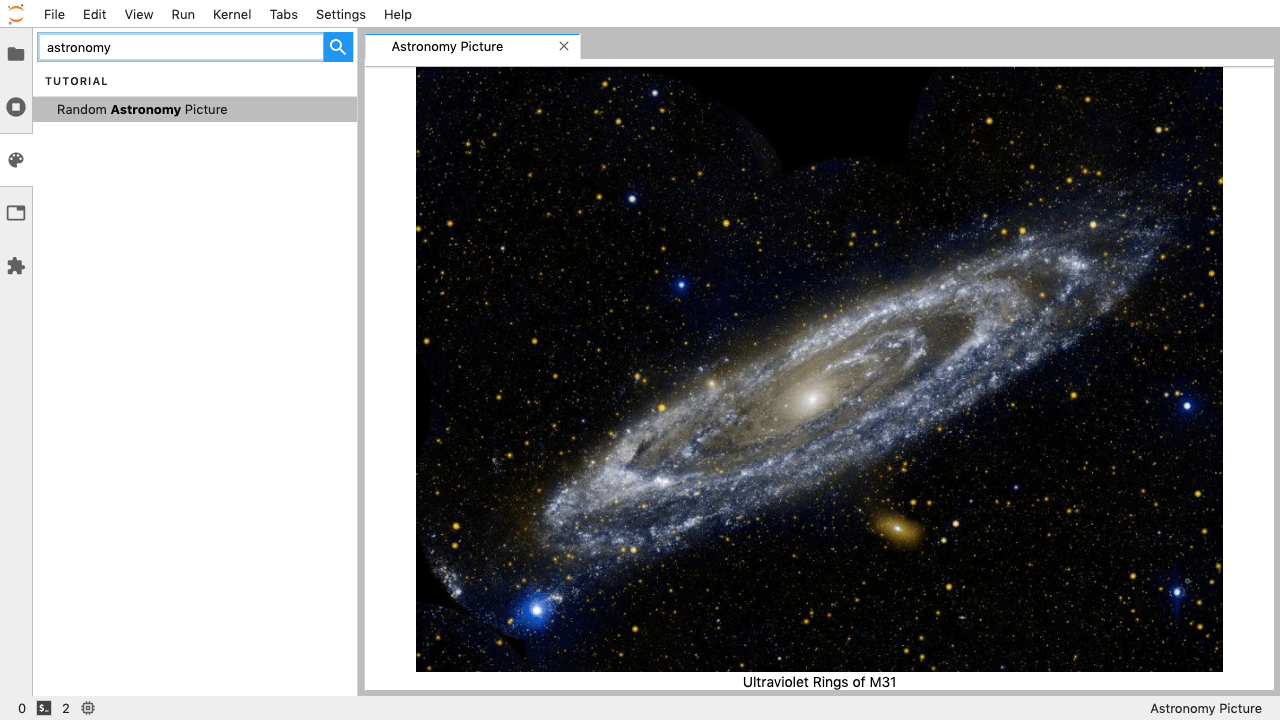 File Edit View Run Kernel Tabs Settings Help
astronomy
TUTORIAL
Random Astronomy Picture
Astronomy Picture
Ultraviolet Rings of M31
0 $_ 2
Astronomy Picture